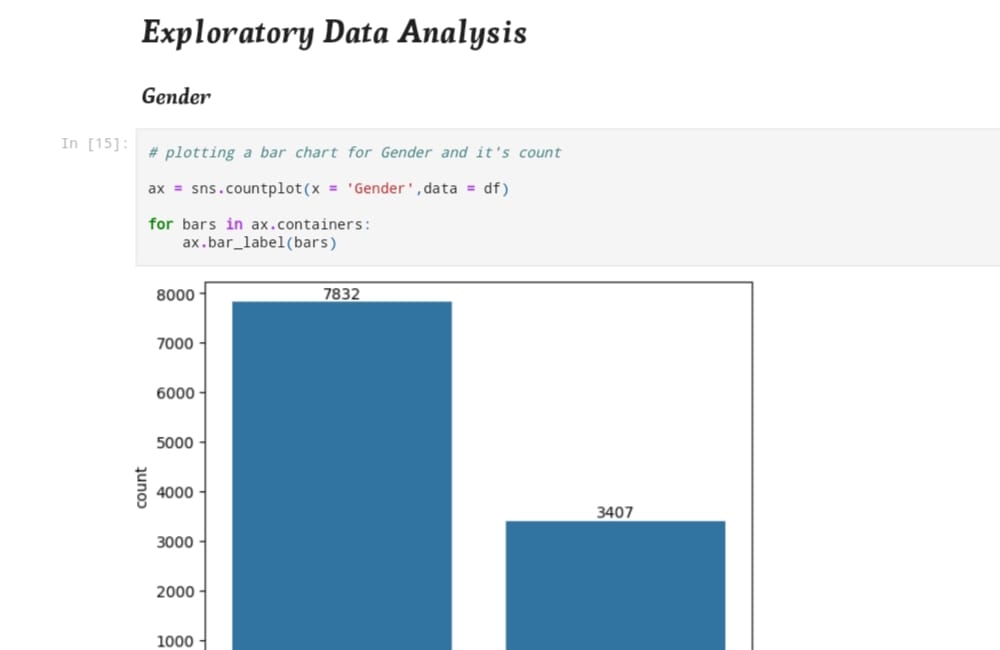 Exploratory Data Analysis
Gender
In [15]:
# plotting a bar chart for Gender and it's count
ax = sns.countplot(x = 'Gender',data = df)
for bars in ax.containers:
    ax.bar_label(bars)
7832
8000
7000
6000
5000
count
4000
3407
3000
2000
1000